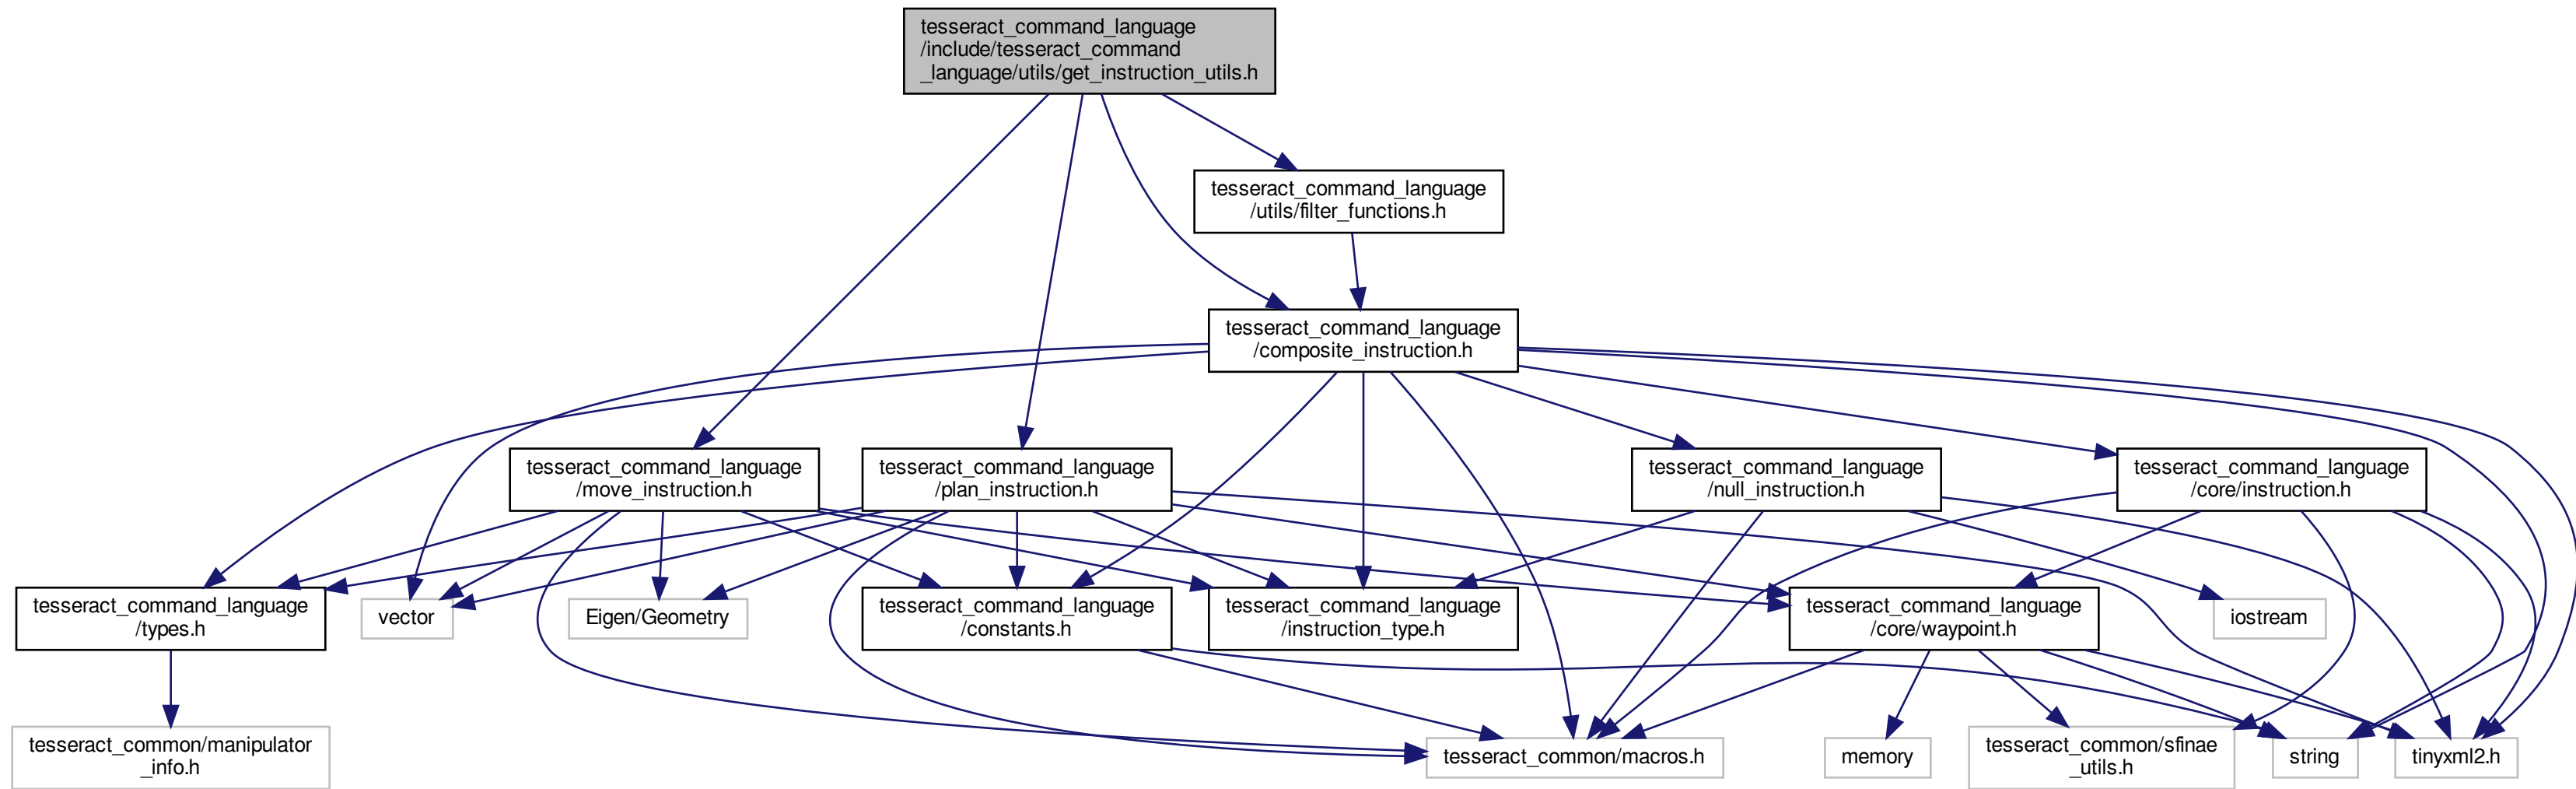 tesseract_command_language
/include/tesseract_command
_language/utils/get_instruction_utils.h
tesseract_command_language
/utils/filter_functions.h
tesseract_command_language
/composite_instruction.h
tesseract_command_language
/move_instruction.h
tesseract_command_language
/plan_instruction.h
tesseract_command_language
/null_instruction.h
tesseract_command_language
/core/instruction.h
tesseract_command_language
/types.h
vector
Eigen/Geometry
tesseract_command_language
/constants.h
tesseract_command_language
/instruction_type.h
tesseract_command_language
/core/waypoint.h
iostream
tesseract_common/manipulator
_info.h
tesseract_common/macros.h
memory
tesseract_common/sfinae
_utils.h
string
tinyxml2.h